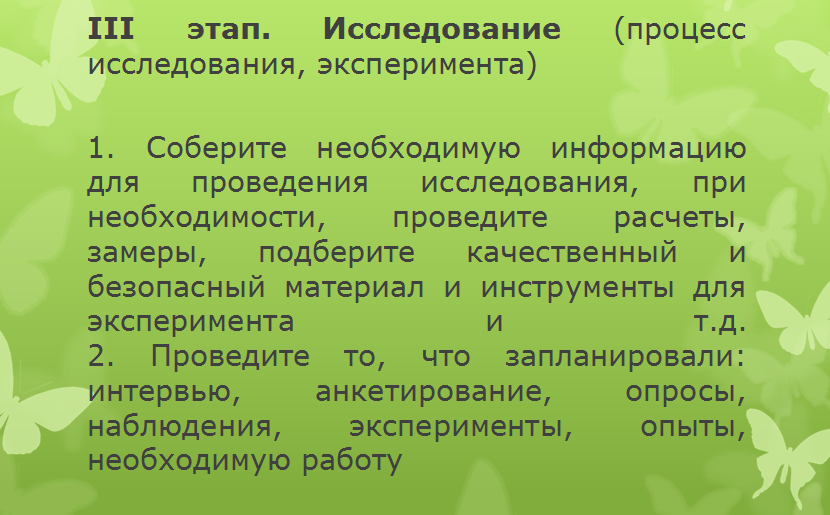 III этап. Исследование (процесс
исследования, эксперимента)
1. Соберите необходимую информацию
для проведения исследования, при
необходимости, проведите расчеты,
замеры, подберите качественный и
безопасный материал и инструменты для
эксперимента и т.д.
2. Проведите то, что запланировали:
интервью, анкетирование, опросы,
наблюдения, эксперименты, опыты,
необходимую работу